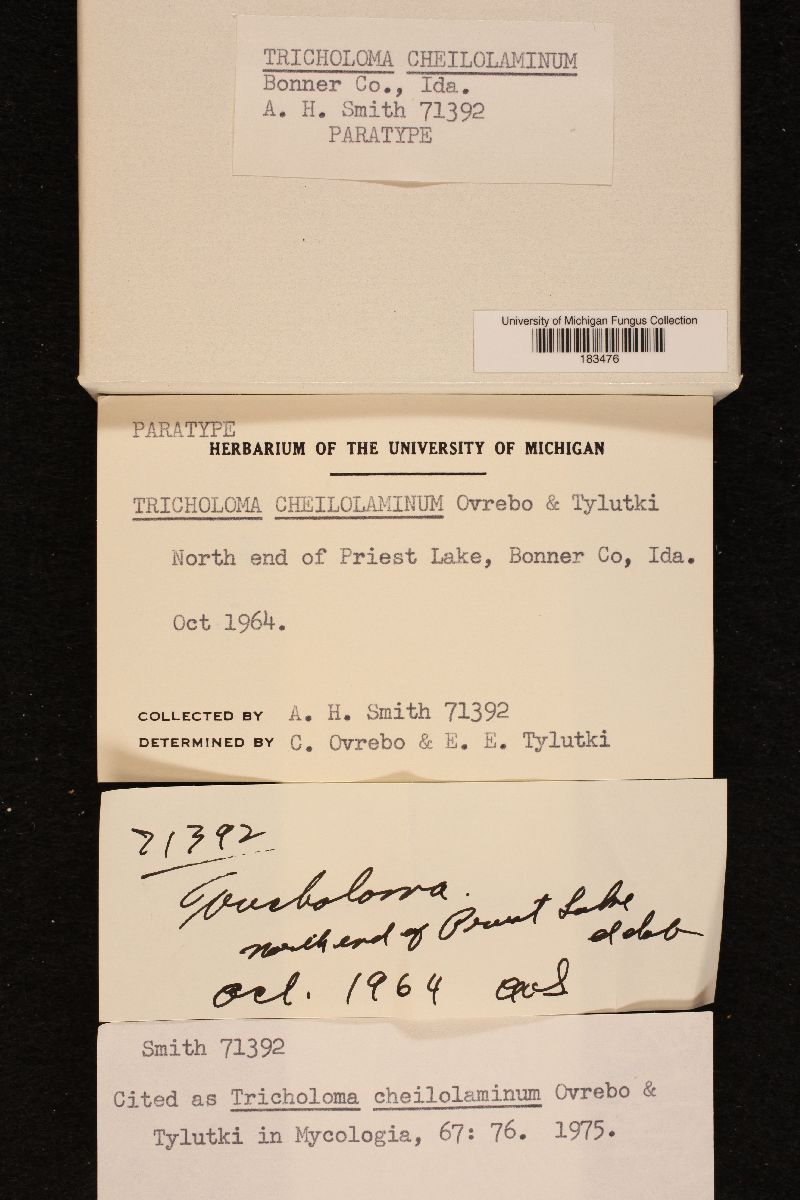 TRICHOLOMA CHEILOLAMINUM
Bonner Co., Ida.
A. H. Smith 71392
PARATYPE
University of Michigan Fungus Collection
183476
PARATYPE
HERBARIUM OF THE UNIVERSITY OF MICHIGAN
TRICHOLOMA CHEILOLAMINUM Ovrebo & Tylutki
North end of Priest Lake, Bonner Co, Ida.
Oct 1964.
COLLECTED BY A. H. Smith 71392
DETERMINED BY C. Ovrebo & E. E. Tylutki
71392
Tricholoma.
north end of Priest Lake
Idaho
Oct. 1964
Smith 71392
Cited as Tricholoma cheilolaminum Ovrebo &
Tylutki in Mycologia, 67: 76. 1975.